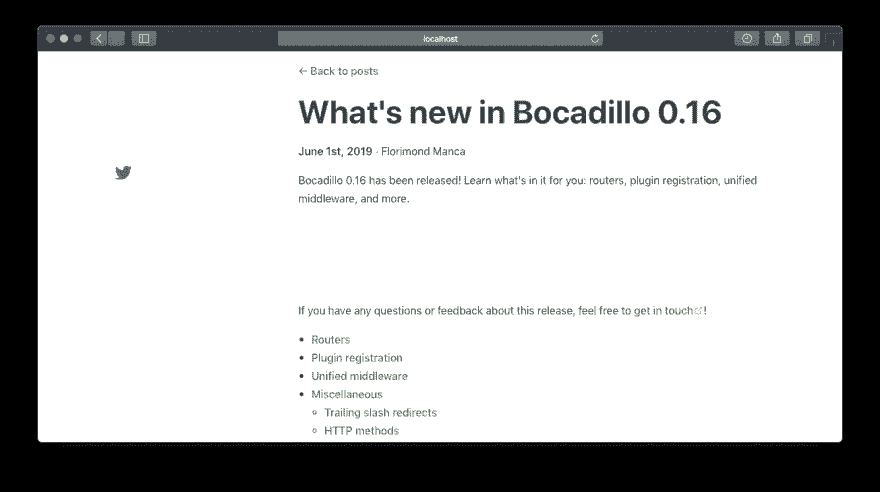 localhost
← Back to posts
What's new in Bocadillo 0.16
June 1st, 2019 · Florimond Manca
Bocadillo 0.16 has been released! Learn what's in it for you: routers, plugin registration, unified
middleware, and more.
If you have any questions or feedback about this release, feel free to get in touch!
• Routers
• Plugin registration
• Unified middleware
• Miscellaneous
◦ Trailing slash redirects
◦ HTTP methods